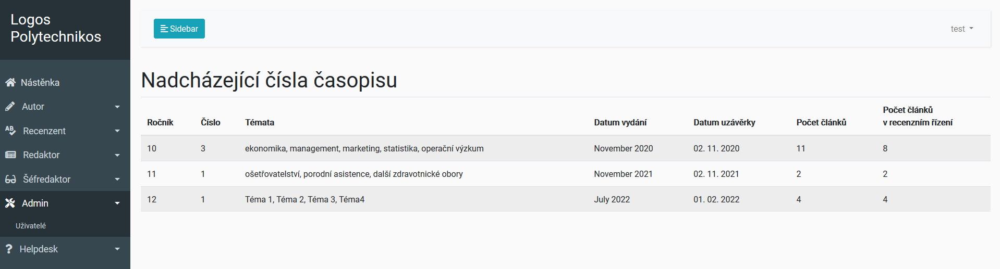 Logos
Polytechnikos
Sidebar
test
Nástěnka
Autor
Recenzent
Redaktor
Šéfredaktor
Admin
Uživatelé
Helpdesk
Nadcházející čísla časopisu
Ročník Číslo Témata Datum vydání Datum uzávěrky Počet článků Počet článků
v recenzním řízení
10 3 ekonomika, management, marketing, statistika, operační výzkum November 2020 02. 11. 2020 11 8
11 1 ošetřovatelství, porodní asistence, další zdravotnické obory November 2021 02. 11. 2021 2 2
12 1 Téma 1, Téma 2, Téma 3, Téma4 July 2022 01. 02. 2022 4 4